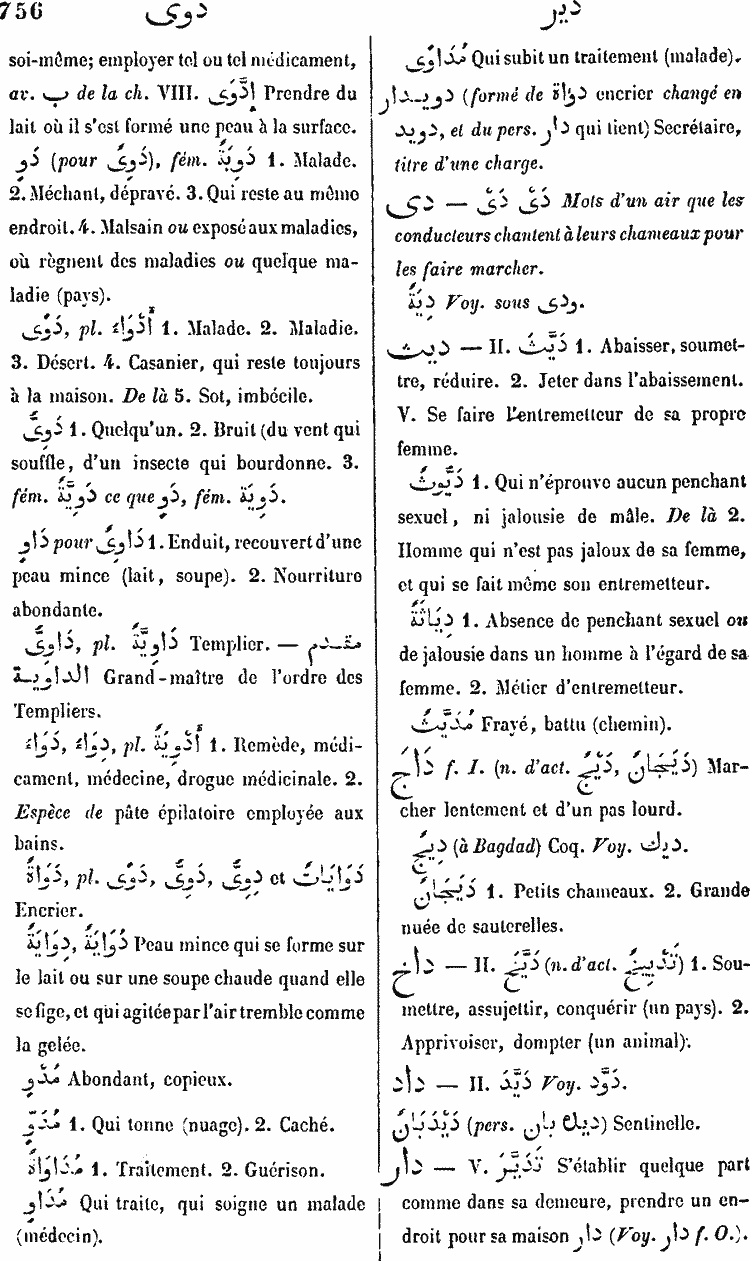 756 دوى دير
soi-même; employer tel ou tel médicament,
av. ب de la ch. VIII. إِدَّوَى Prendre du
lait où il s'est formé une peau à la surface.
دَوٍ (pour دَوِىٌ), fém. دَوِيَةٌ 1. Malade.
2. Méchant, dépravé. 3. Qui reste au même
endroit. 4. Malsain ou exposé aux maladies,
où règnent des maladies ou quelque ma-
ladie (pays).
دَوًى, pl. أَدْوَاءٌ 1. Malade. 2. Maladie.
3. Désert. 4. Casanier, qui reste toujours
à la maison. De là 5. Sot, imbécile.
دَوِىٌّ 1. Quelqu'un. 2. Bruit (du vent qui
souffle, d'un insecte qui bourdonne. 3.
fém. دَوِيَّةٌ ce que دَوٍ, fém. دَوِيَةٌ.
دَاوٍ pour دَاوِىٌ 1. Enduit, recouvert d'une
peau mince (lait, soupe). 2. Nourriture
abondante.
دَاوِىٌّ, pl. دَاوِيَّةٌ Templier. — مقدم
الداوية Grand-maître de l'ordre des
Templiers.
دَوَاءٌ, دِوَاءٌ, pl. أَدْوِيَةٌ 1. Remède, médi-
cament, médecine, drogue médicinale. 2.
Espèce de pâte épilatoire employée aux
bains.
دَوَاةٌ, pl. دَوًى, دُوِىٌّ, دِوِىٌّ et دَوَايَاتٌ
Encrier.
دُوَايَةٌ, دِوَايَةٌ Peau mince qui se forme sur
le lait ou sur une soupe chaude quand elle
se fige, et qui agitée par l'air tremble comme
la gelée.
مُدْوٍ Abondant, copieux.
مُدَوٍّ 1. Qui tonne (nuage). 2. Caché.
مُدَاوَاةٌ 1. Traitement. 2. Guérison.
مُدَاوٍ Qui traite, qui soigne un malade
(médecin).
مُدَاوًى Qui subit un traitement (malade).
دويدار (formé de دَوَاةٌ encrier changé en
دويد, et du pers. دار qui tient) Secrétaire,
titre d'une charge.
دى — دَىْ دَىْ Mots d'un air que les
conducteurs chantent à leurs chameaux pour
les faire marcher.
دِيَةٌ Voy. sous ودى.
ديث — II. دَيَّثَ 1. Abaisser, soumet-
tre, réduire. 2. Jeter dans l'abaissement.
V. Se faire l'entremetteur de sa propre
femme.
دَيُّوثٌ 1. Qui n'éprouve aucun penchant
sexuel, ni jalousie de mâle. De là 2.
Homme qui n'est pas jaloux de sa femme,
et qui se fait même son entremetteur.
دِيَاثَةٌ 1. Absence de penchant sexuel ou
de jalousie dans un homme à l'égard de sa
femme. 2. Métier d'entremetteur.
مُدَيَّثٌ Frayé, battu (chemin).
دَاجَ f. I. (n. d'act. دَيْجٌ, دَيَجَانٌ) Mar-
cher lentement et d'un pas lourd.
دِيجٌ (à Bagdad) Coq. Voy. ديك.
دَيَجَانٌ 1. Petits chameaux. 2. Grande
nuée de sauterelles.
داخ — II. دَيَّخَ (n. d'act. تَدْيِيخٌ) 1. Sou-
mettre, assujettir, conquérir (un pays). 2.
Apprivoiser, dompter (un animal).
داد — II. دَيَّدَ Voy. دَوَّدَ.
دَيْدَبَانٌ (pers. ديك بان) Sentinelle.
دار — V. تَدَيَّرَ S'établir quelque part
comme dans sa demeure, prendre un en-
droit pour sa maison دار (Voy. دار f. O.).